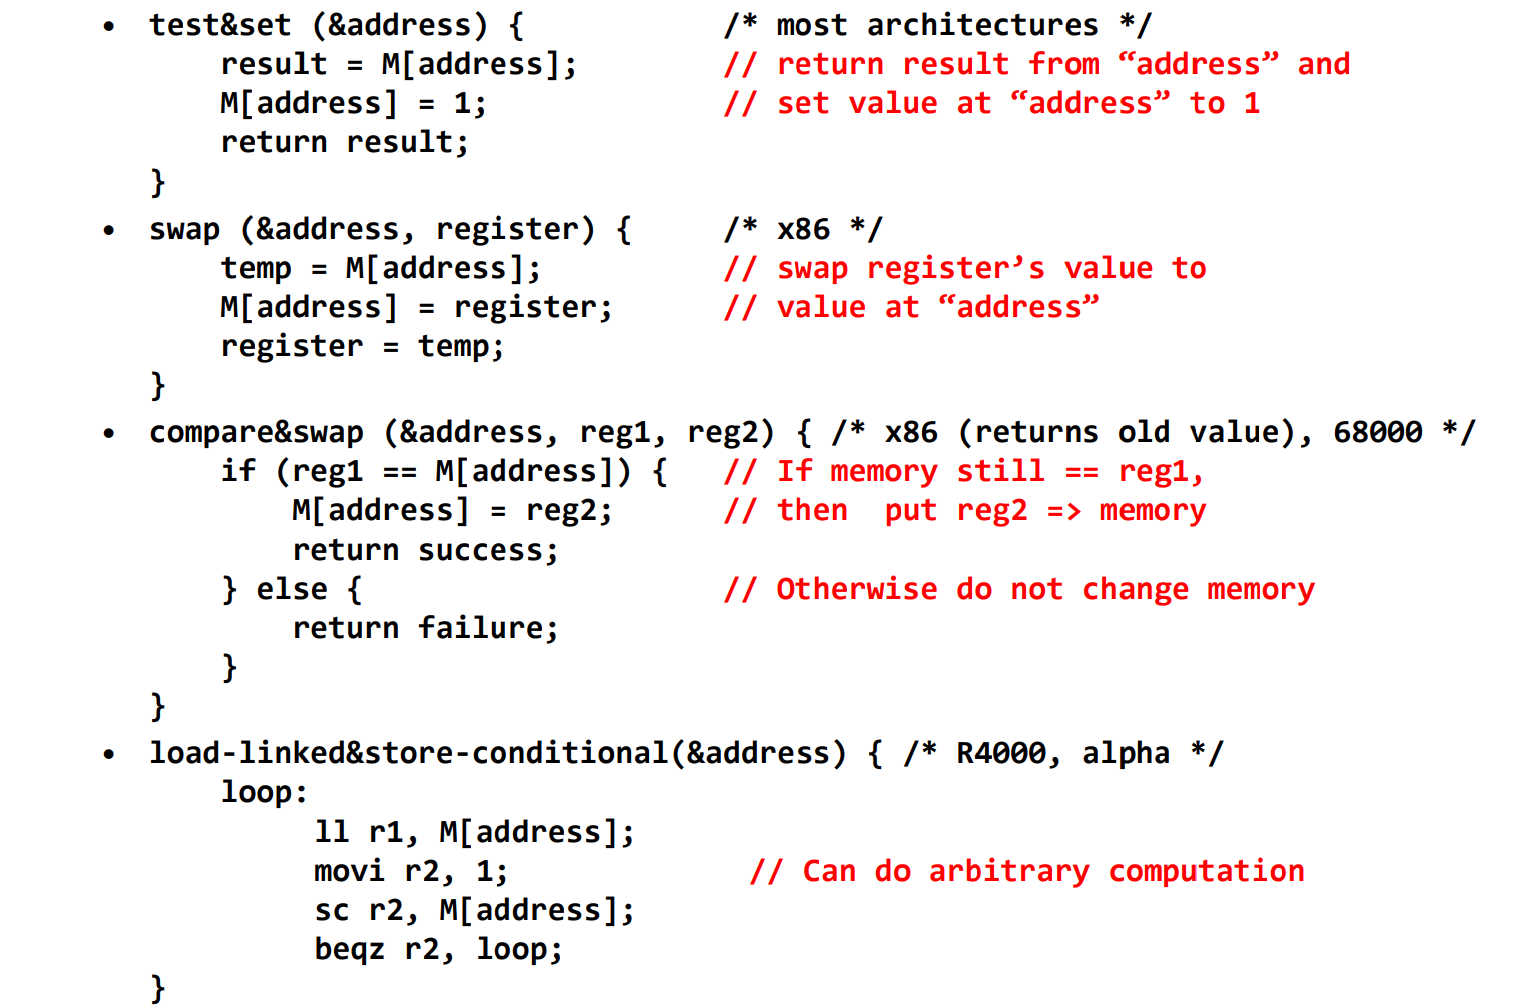 • test&set (&address) { /* most architectures */
result = M[address]; // return result from “address” and
M[address] = 1; // set value at “address” to 1
return result;
}
• swap (&address, register) { /* x86 */
temp = M[address]; // swap register’s value to
M[address] = register; // value at “address”
register = temp;
}
• compare&swap (&address, reg1, reg2) { /* x86 (returns old value), 68000 */
if (reg1 == M[address]) { // If memory still == reg1,
M[address] = reg2; // then put reg2 => memory
return success;
} else { // Otherwise do not change memory
return failure;
}
}
• load-linked&store-conditional(&address) { /* R4000, alpha */
loop:
ll r1, M[address];
movi r2, 1; // Can do arbitrary computation
sc r2, M[address];
beqz r2, loop;
}